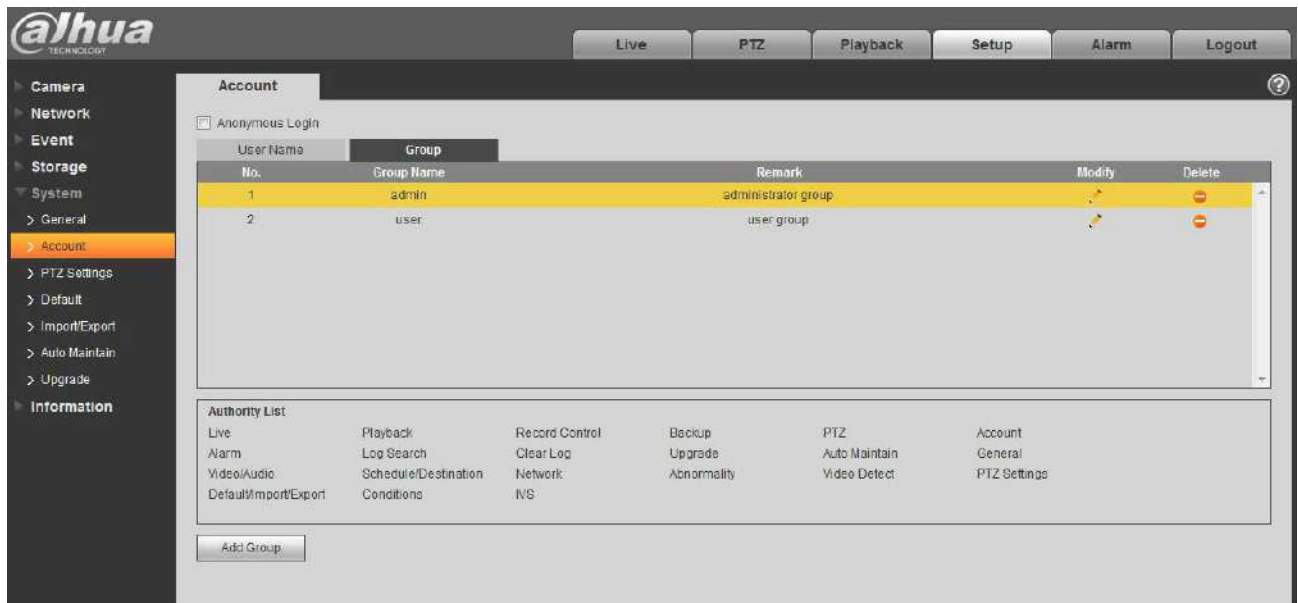 alhua
TECHNOLOGY
Live PTZ Playback Setup Alarm Logout
Camera
Network
Event
Storage
System
> General
> Account
> PTZ Settings
> Default
> Import/Export
> Auto Maintain
> Upgrade
Information
Account ?
Anonymous Login
User Name Group
No. Group Name Remark Modify Delete
1 admin administrator group
2 user user group
Authority List
Live Playback Record Control Backup PTZ Account
Alarm Log Search Clear Log Upgrade Auto Maintain General
Video/Audio Schedule/Destination Network Abnormality Video Detect PTZ Settings
Default/Import/Export Conditions IVS
Add Group